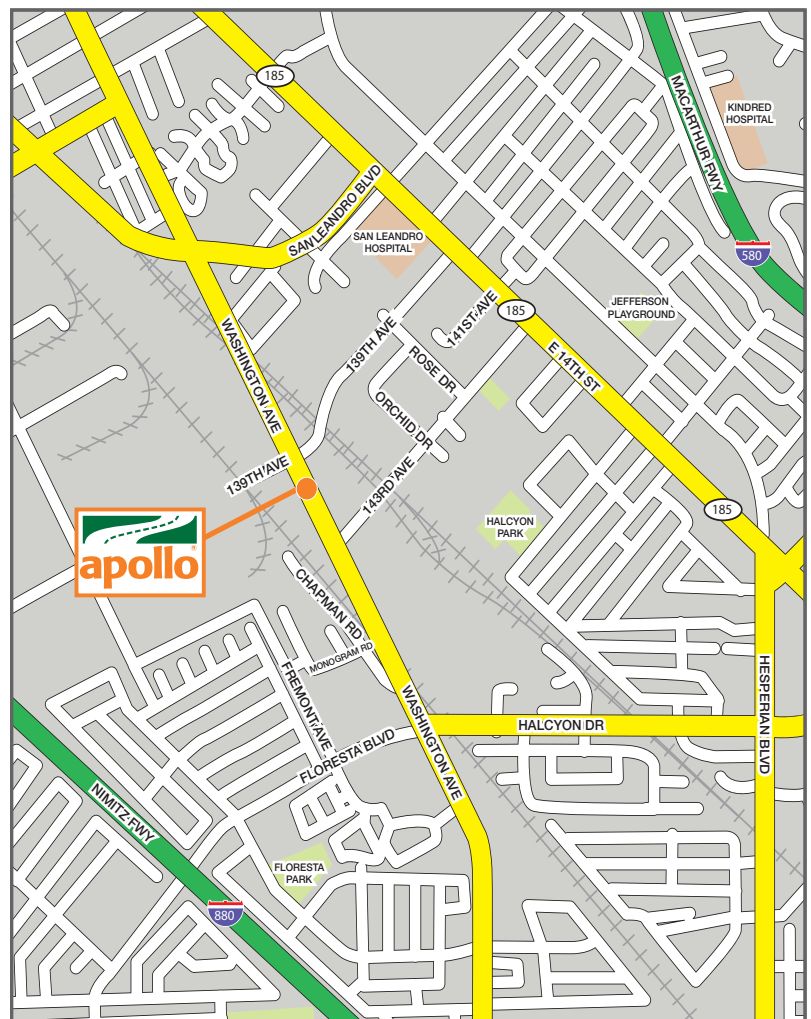 185
MACARTHUR FWY
KINDRED
HOSPITAL
SAN LEANDRO BLVD
SAN LEANDRO
HOSPITAL
580
JEFFERSON
PLAYGROUND
185
141ST AVE
139TH AVE
WASHINGTON AVE
ROSE DR
E 14TH ST
ORCHID DR
139TH AVE
143RD AVE
185
HALCYON
PARK
apollo®
CHAPMAN RD
MONOGRAM RD
FREMONT AVE
WASHINGTON AVE
HESPERIAN BLVD
HALCYON DR
FLORESTA BLVD
NIMITZ FWY
FLORESTA
PARK
880